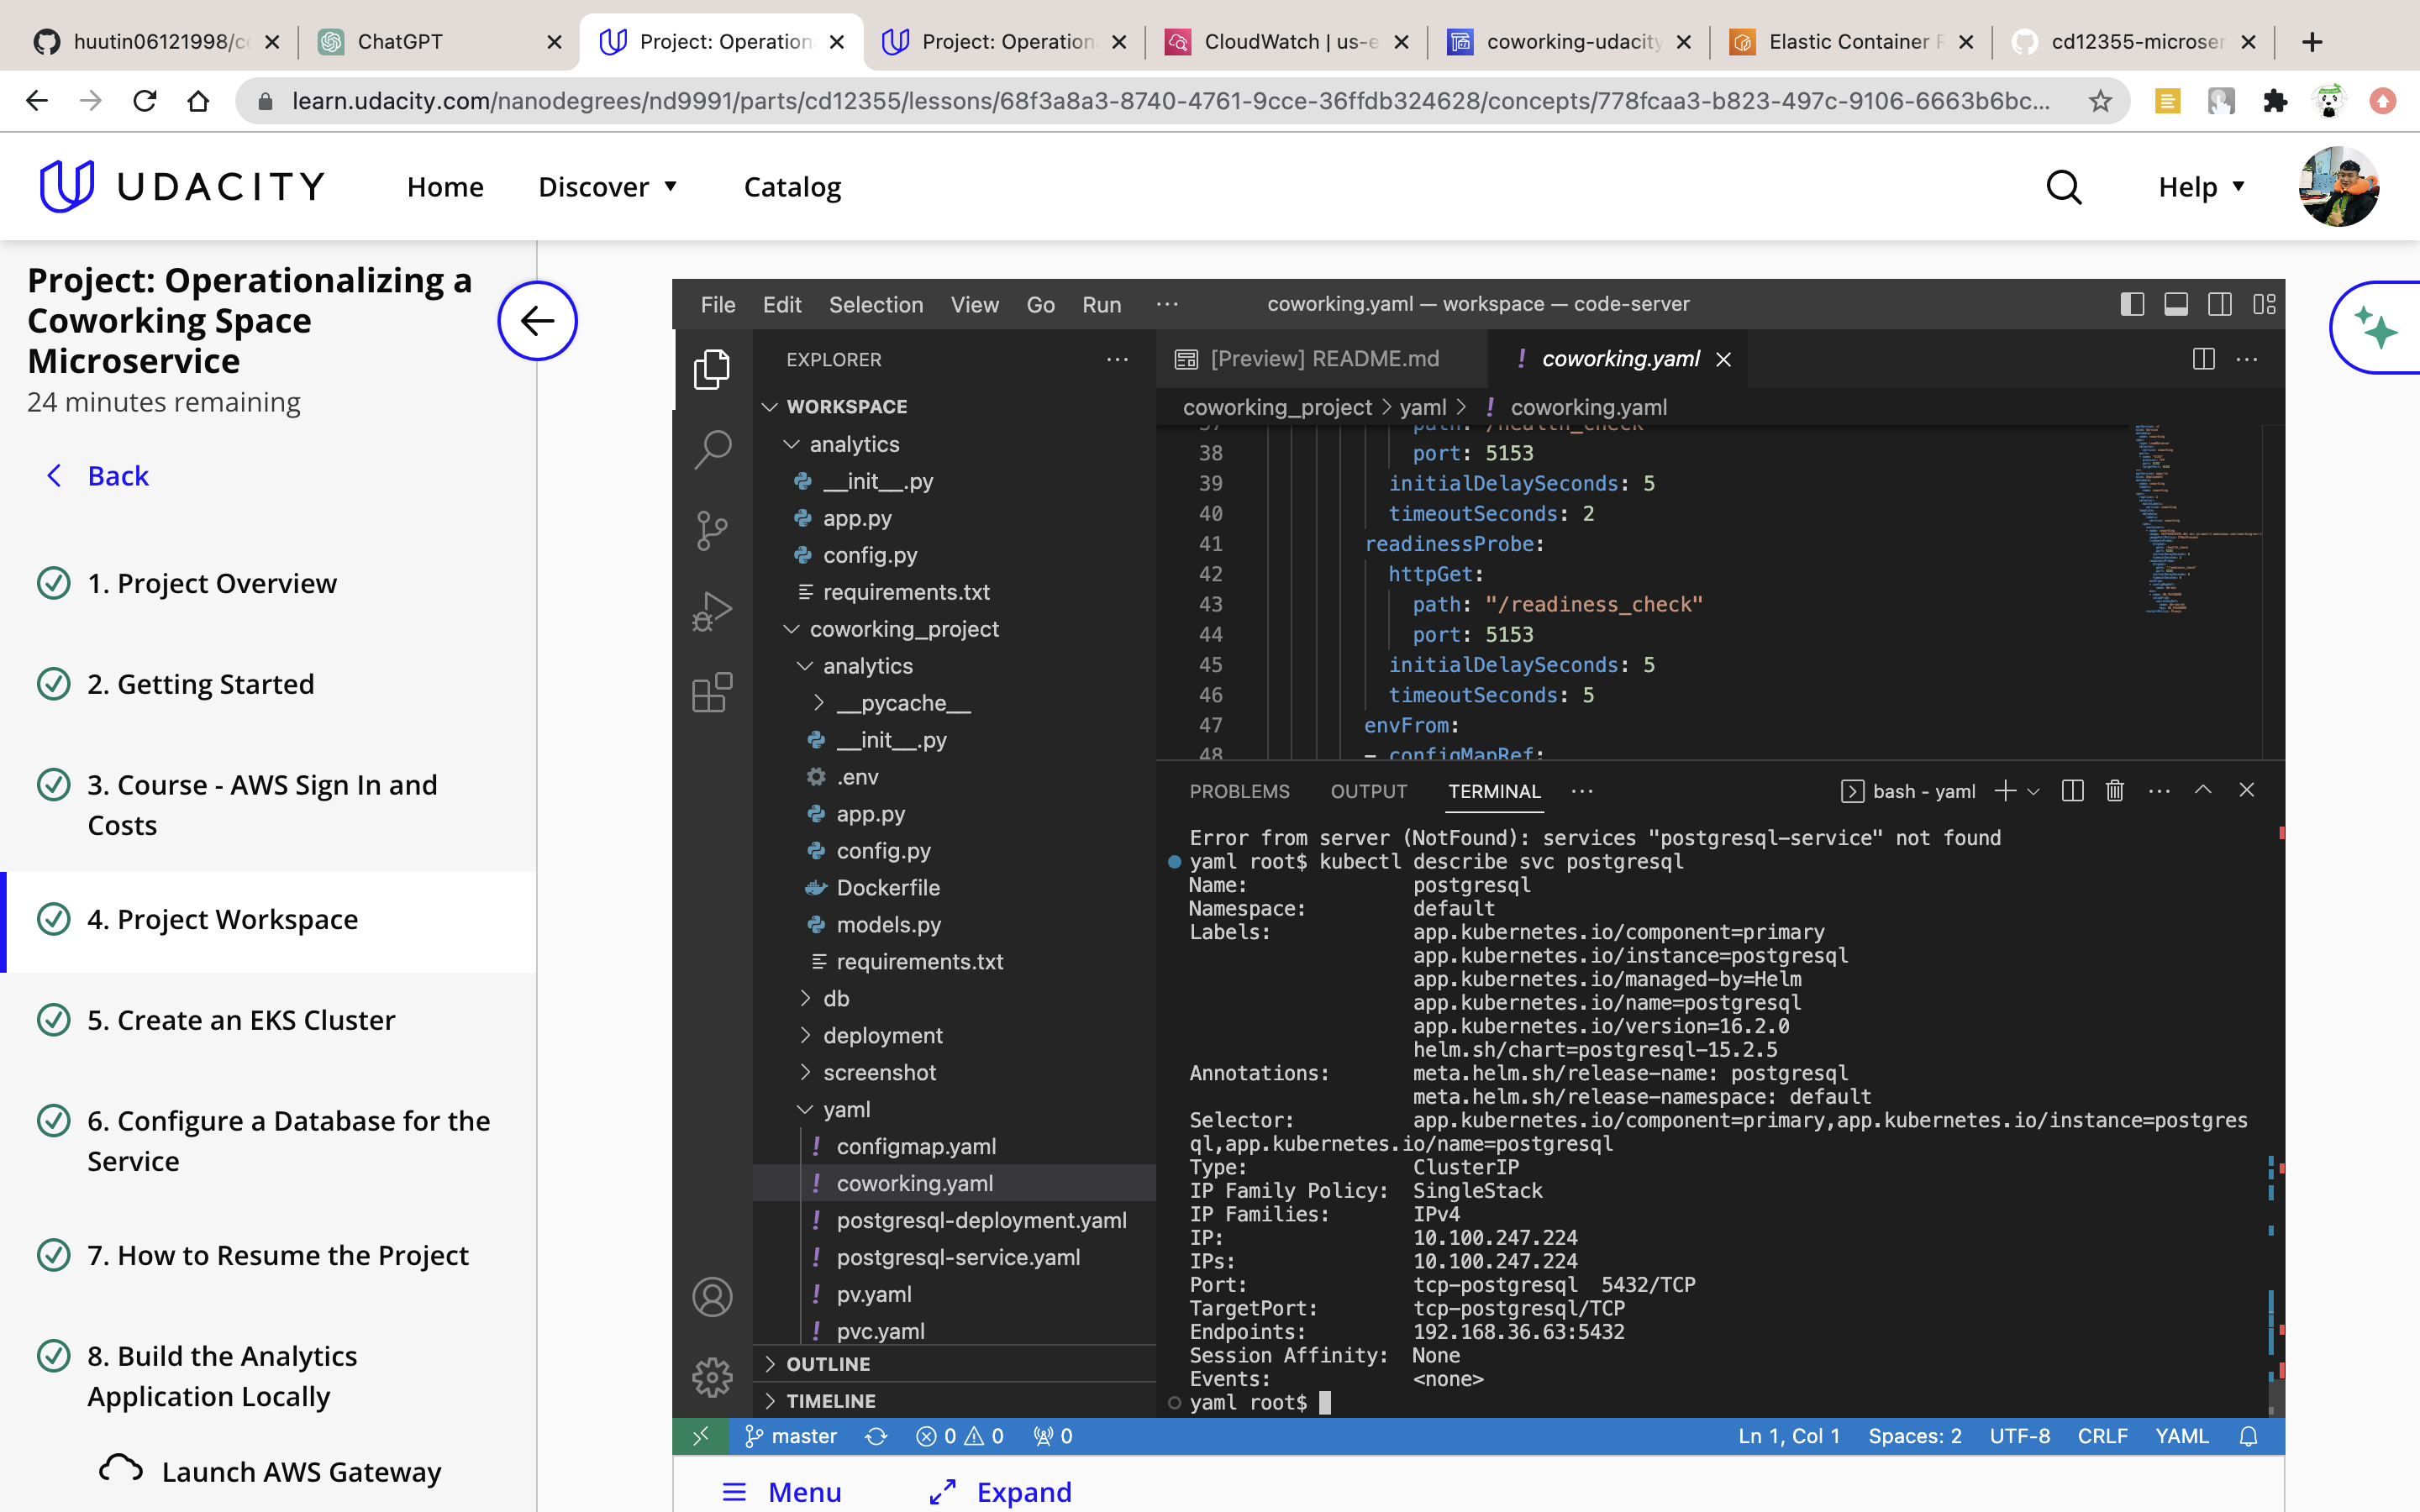 huutin06121998/c
ChatGPT
Project: Operation
Project: Operation
CloudWatch | us-e
coworking-udacity
Elastic Container
cd12355-microser
learn.udacity.com/nanodegrees/nd9991/parts/cd12355/lessons/68f3a8a3-8740-4761-9cce-36ffdb324628/concepts/778fcaa3-b823-497c-9106-6663b6bc...
UDACITY
Home
Discover
Catalog
Help
Project: Operationalizing a
Coworking Space
Microservice
24 minutes remaining
Back
1. Project Overview
2. Getting Started
3. Course - AWS Sign In and
Costs
4. Project Workspace
5. Create an EKS Cluster
6. Configure a Database for the
Service
7. How to Resume the Project
8. Build the Analytics
Application Locally
Launch AWS Gateway
File Edit Selection View Go Run ···
coworking.yaml — workspace — code-server
EXPLORER
WORKSPACE
analytics
__init__.py
app.py
config.py
requirements.txt
coworking_project
analytics
__pycache__
__init__.py
.env
app.py
config.py
Dockerfile
models.py
requirements.txt
db
deployment
screenshot
yaml
configmap.yaml
coworking.yaml
postgresql-deployment.yaml
postgresql-service.yaml
pv.yaml
pvc.yaml
OUTLINE
TIMELINE
[Preview] README.md
! coworking.yaml
coworking_project > yaml > ! coworking.yaml
37 path: /health_check
38 port: 5153
39 initialDelaySeconds: 5
40 timeoutSeconds: 2
41 readinessProbe:
42 httpGet:
43 path: "/readiness_check"
44 port: 5153
45 initialDelaySeconds: 5
46 timeoutSeconds: 5
47 envFrom:
48 - configMapRef:
PROBLEMS OUTPUT TERMINAL ···
bash - yaml
Error from server (NotFound): services "postgresql-service" not found
yaml root$ kubectl describe svc postgresql
Name: postgresql
Namespace: default
Labels: app.kubernetes.io/component=primary
app.kubernetes.io/instance=postgresql
app.kubernetes.io/managed-by=Helm
app.kubernetes.io/name=postgresql
app.kubernetes.io/version=16.2.0
helm.sh/chart=postgresql-15.2.5
Annotations: meta.helm.sh/release-name: postgresql
meta.helm.sh/release-namespace: default
Selector: app.kubernetes.io/component=primary,app.kubernetes.io/instance=postgres
ql,app.kubernetes.io/name=postgresql
Type: ClusterIP
IP Family Policy: SingleStack
IP Families: IPv4
IP: 10.100.247.224
IPs: 10.100.247.224
Port: tcp-postgresql 5432/TCP
TargetPort: tcp-postgresql/TCP
Endpoints: 192.168.36.63:5432
Session Affinity: None
Events: <none>
yaml root$
master
0
0
0
Ln 1, Col 1
Spaces: 2
UTF-8
CRLF
YAML
Menu
Expand